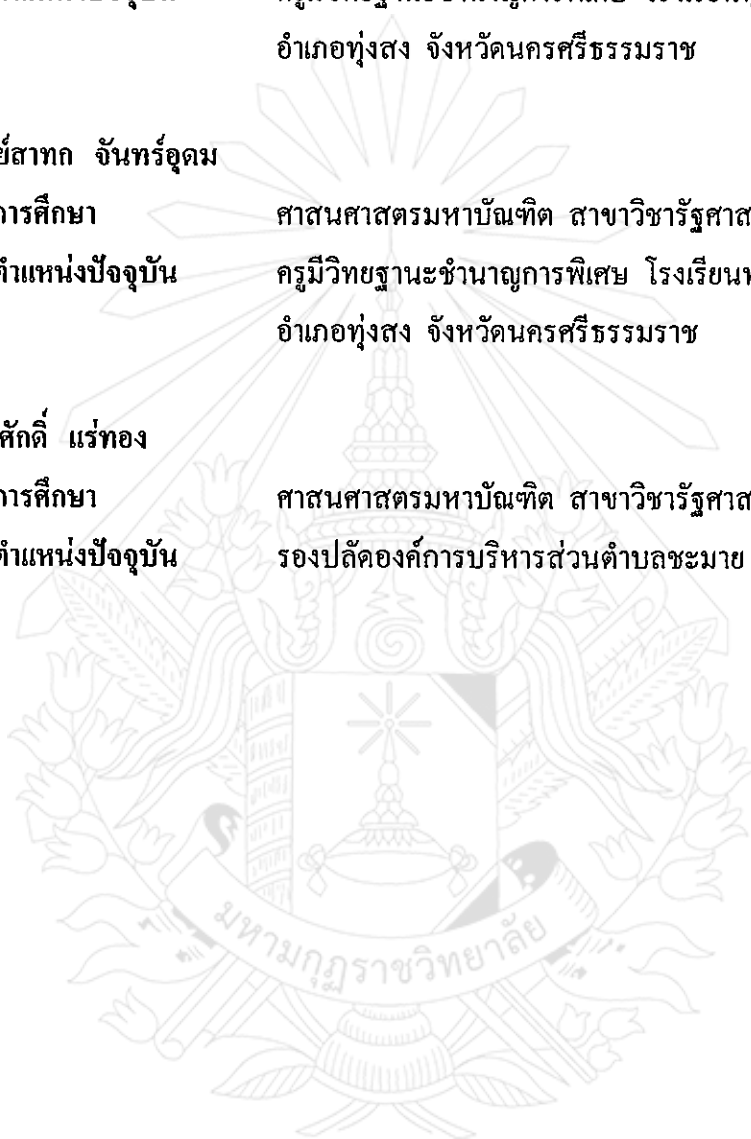 อำเภอทุ่งสง จังหวัดนครศรีธรรมราช
ย์สาทก จันทร์อุดม
การศึกษา ศาสนศาสตรมหาบัณฑิต สาขาวิชารัฐศาส
ตำแหน่งปัจจุบัน ครูมีวิทยฐานะชำนาญการพิเศษ โรงเรียน
อำเภอทุ่งสง จังหวัดนครศรีธรรมราช
ศักดิ์ แร่ทอง
การศึกษา ศาสนศาสตรมหาบัณฑิต สาขาวิชารัฐศาส
ตำแหน่งปัจจุบัน รองปลัดองค์การบริหารส่วนตำบลชะมาย
มหามกุฏราชวิทยาลัย